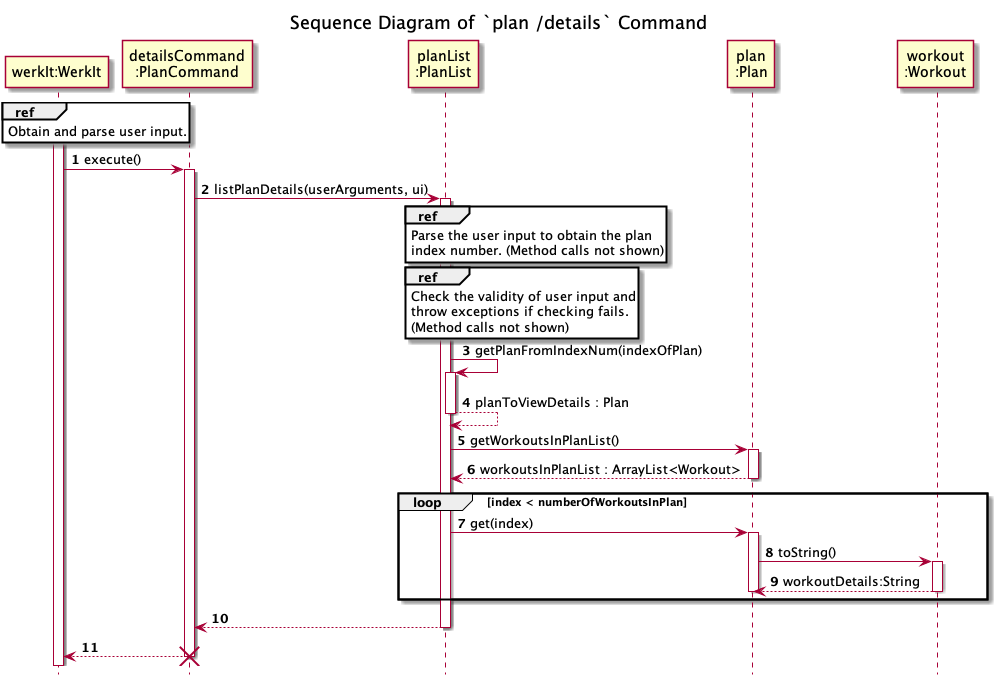 Sequence Diagram of `plan /details` Command
werkIt:WerkIt
detailsCommand
:PlanCommand
planList
:PlanList
plan
:Plan
workout
:Workout
ref
Obtain and parse user input.
1 execute()
2 listPlanDetails(userArguments, ui)
ref
Parse the user input to obtain the plan
index number. (Method calls not shown)
ref
Check the validity of user input and
throw exceptions if checking fails.
(Method calls not shown)
3 getPlanFromIndexNum(indexOfPlan)
4 planToViewDetails : Plan
5 getWorkoutsInPlanList()
6 workoutsInPlanList : ArrayList<Workout>
loop [index < numberOfWorkoutsInPlan]
7 get(index)
8 toString()
9 workoutDetails:String
10
11